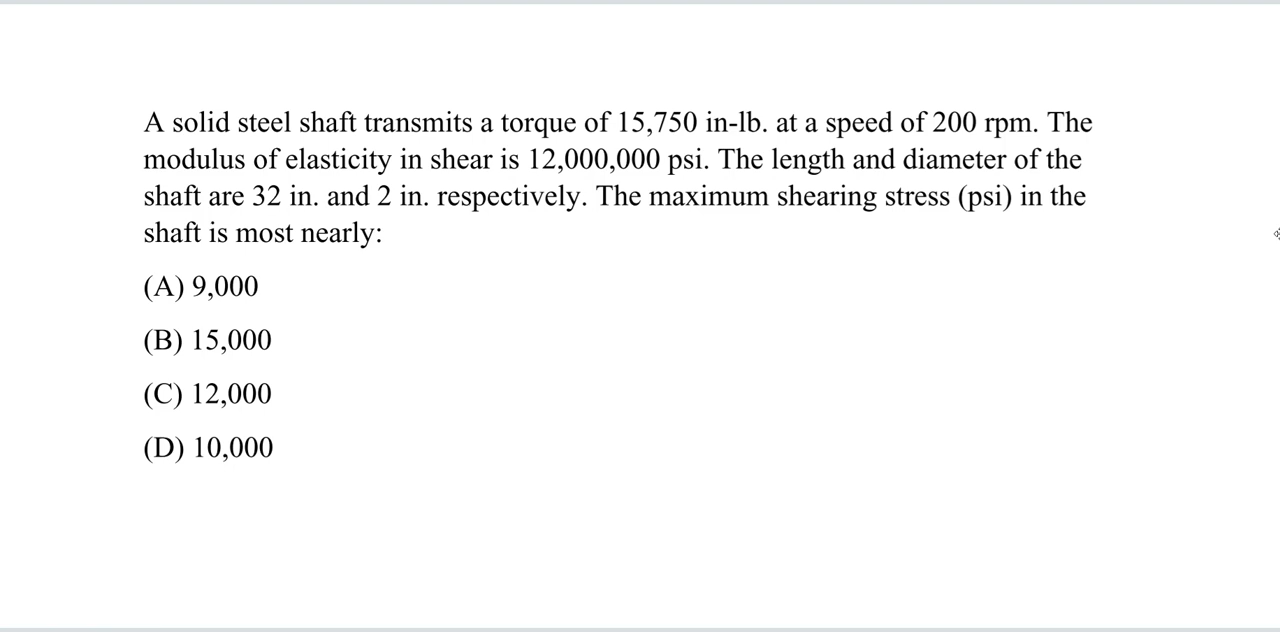 A solid steel shaft transmits a torque of 15,750 in-lb. at a speed of 200 rpm. The
modulus of elasticity in shear is 12,000,000 psi. The length and diameter of the
shaft are 32 in. and 2 in. respectively. The maximum shearing stress (psi) in the
shaft is most nearly:
(A) 9,000
(B) 15,000
(C) 12,000
(D) 10,000